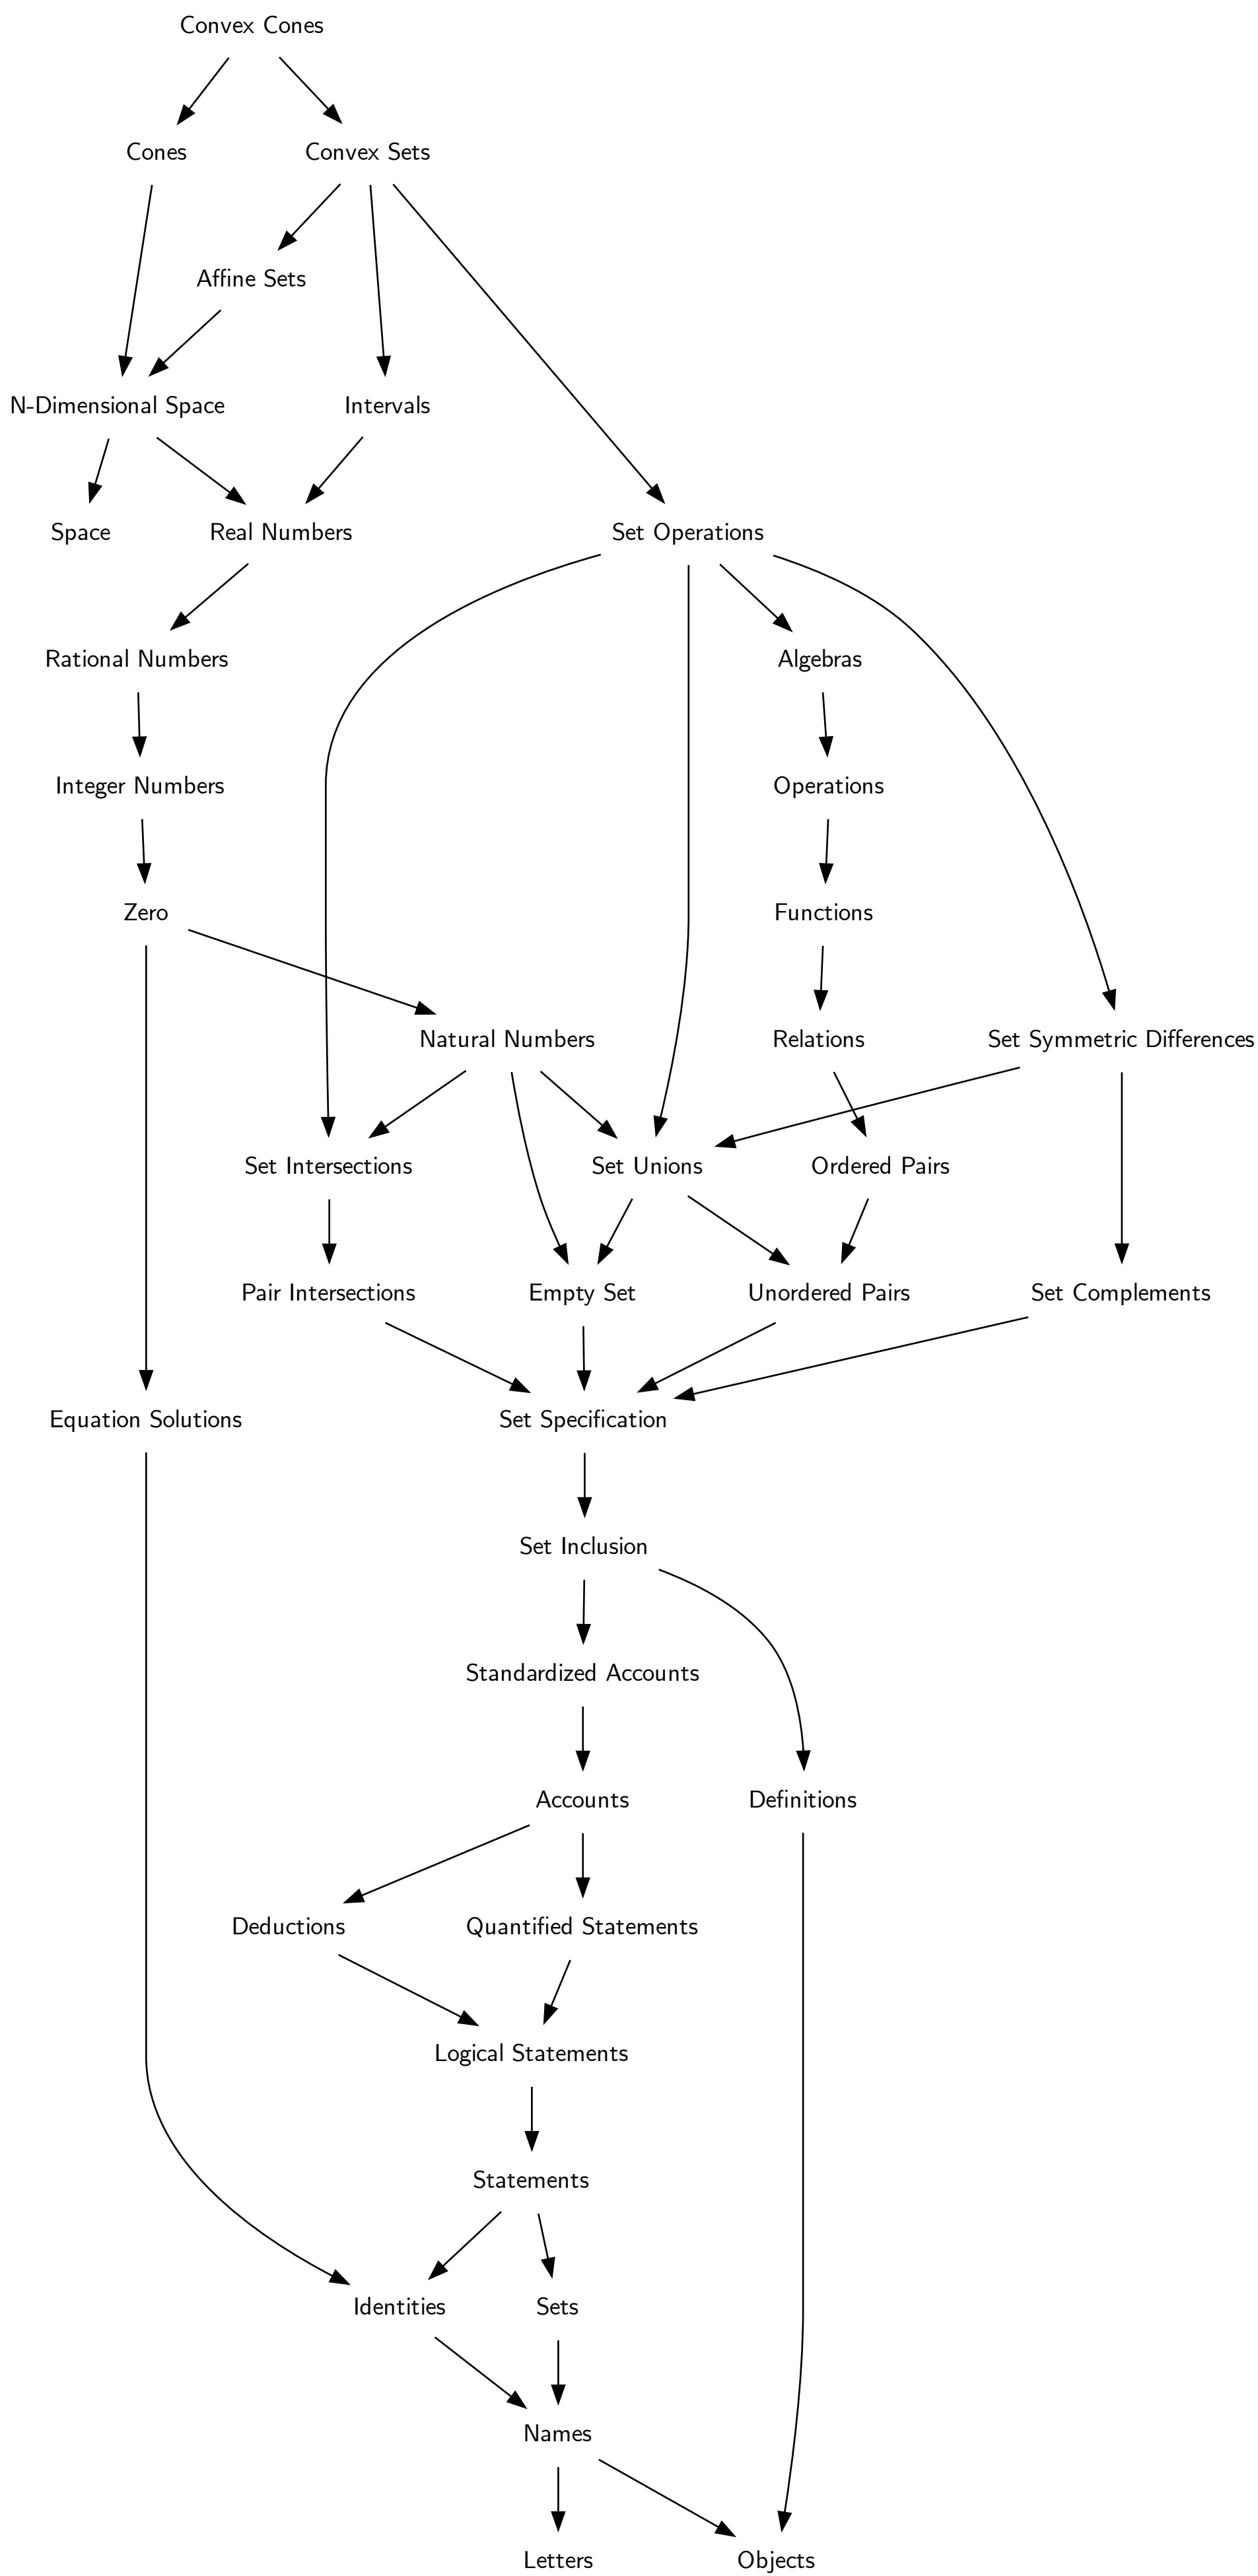 Convex Cones
Cones
Convex Sets
Affine Sets
N-Dimensional Space
Intervals
Space
Real Numbers
Set Operations
Rational Numbers
Algebras
Integer Numbers
Operations
Zero
Functions
Natural Numbers
Relations
Set Symmetric Differences
Set Intersections
Set Unions
Ordered Pairs
Pair Intersections
Empty Set
Unordered Pairs
Set Complements
Equation Solutions
Set Specification
Set Inclusion
Standardized Accounts
Accounts
Definitions
Deductions
Quantified Statements
Logical Statements
Statements
Identities
Sets
Names
Letters
Objects